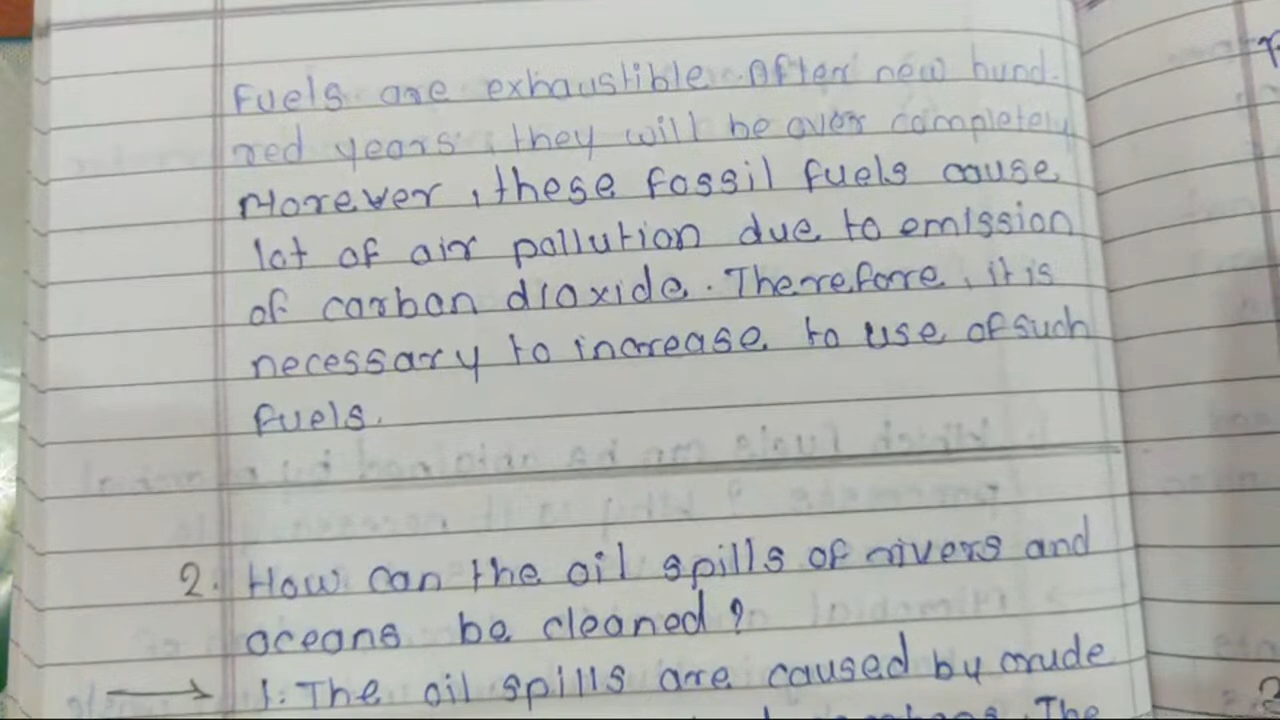 Fuels are exhaustible. After new hund-
red years, they will be over completely
Morever, these fossil fuels cause
lot of air pollution due to emission
of carban dioxide. Therefore, it is
necessary to increase to use of such
fuels.
2. How can the oil spills of rivers and
oceans be cleaned?
→ 1. The oil spills are caused by crude
The